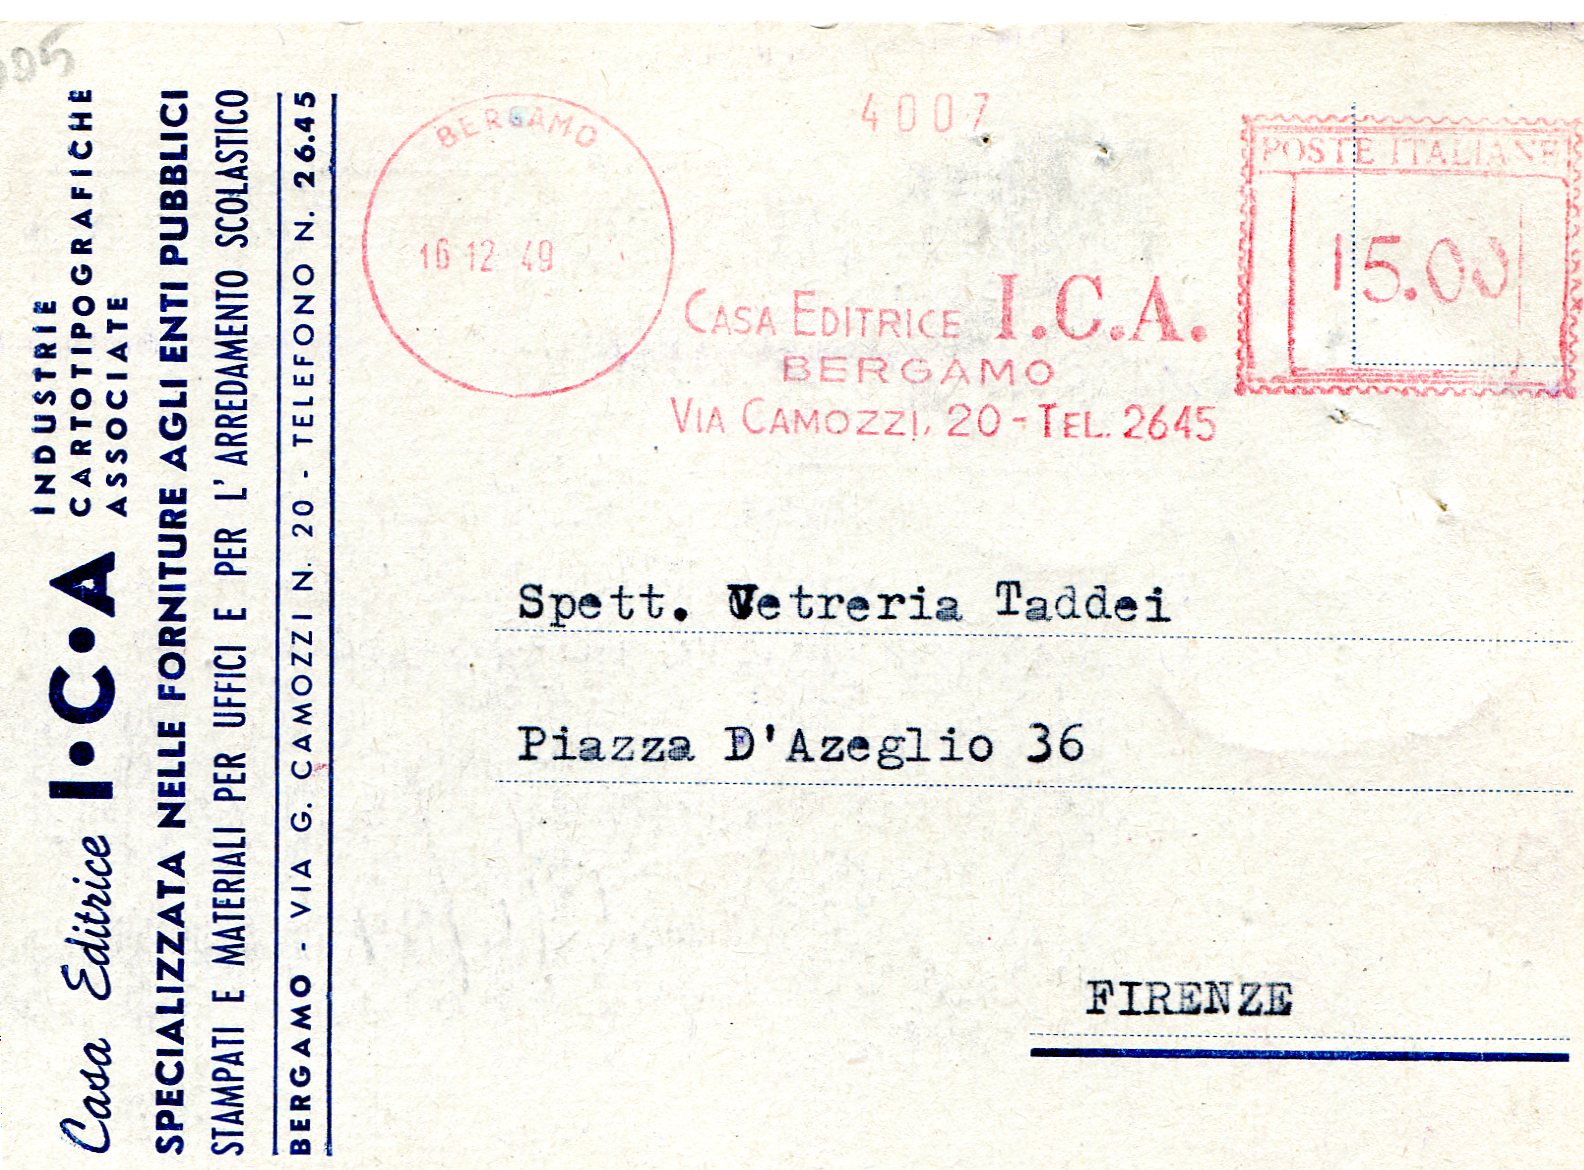 Casa Editrice I·C·A
INDUSTRIE
CARTOTIPOGRAFICHE
ASSOCIATE
SPECIALIZZATA NELLE FORNITURE AGLI ENTI PUBBLICI
STAMPATI E MATERIALI PER UFFICI E PER L'ARREDAMENTO SCOLASTICO
BERGAMO - VIA G. CAMOZZI N. 20 - TELEFONO N. 26.45
BERGAMO
16 12 49
4007
CASA EDITRICE I.C.A.
BERGAMO
VIA CAMOZZI, 20 - TEL. 2645
POSTE ITALIANE
15.00
Spett. Vetreria Taddei
Piazza D'Azeglio 36
FIRENZE